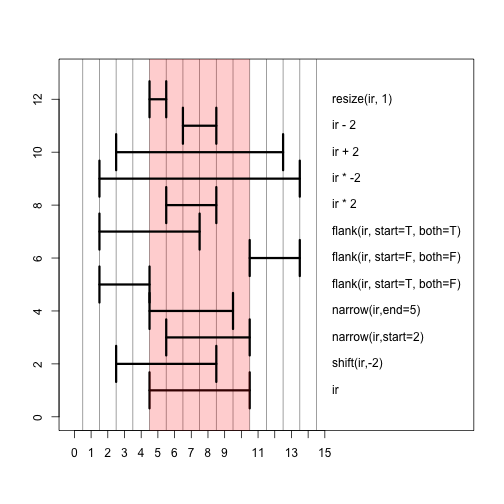 12 resize(ir, 1)
ir - 2
10 ir + 2
ir * -2
8 ir * 2
flank(ir, start=T, both=T)
6 flank(ir, start=F, both=F)
flank(ir, start=T, both=F)
4 narrow(ir,end=5)
narrow(ir,start=2)
2 shift(ir,-2)
ir
0
0 1 2 3 4 5 6 7 8 9 11 13 15